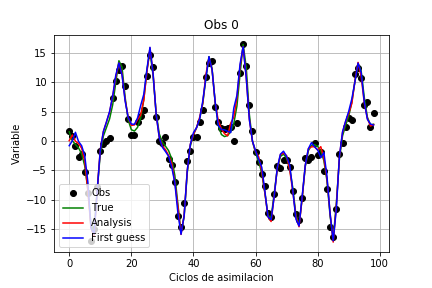 Obs 0
Variable
15
10
5
0
−5
−10
−15
Obs
True
Analysis
First guess
0
20
40
60
80
100
Ciclos de asimilacion